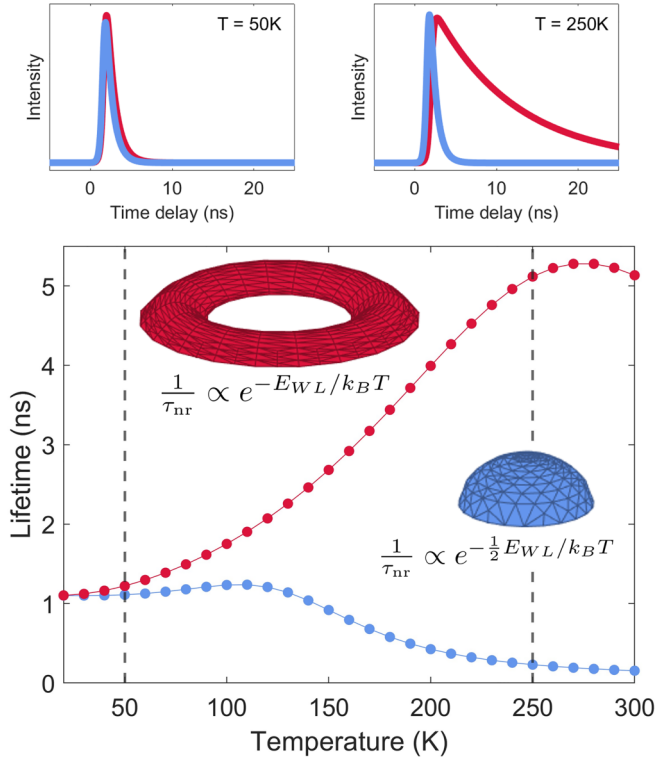 T = 50K
Intensity
0 10 20
Time delay (ns)
T = 250K
Intensity
0 10 20
Time delay (ns)
Lifetime (ns)
5
4
3
2
1
0
1/τnr ∝ e^−E_WL/k_BT
1/τnr ∝ e^−½E_WL/k_BT
50 100 150 200 250 300
Temperature (K)